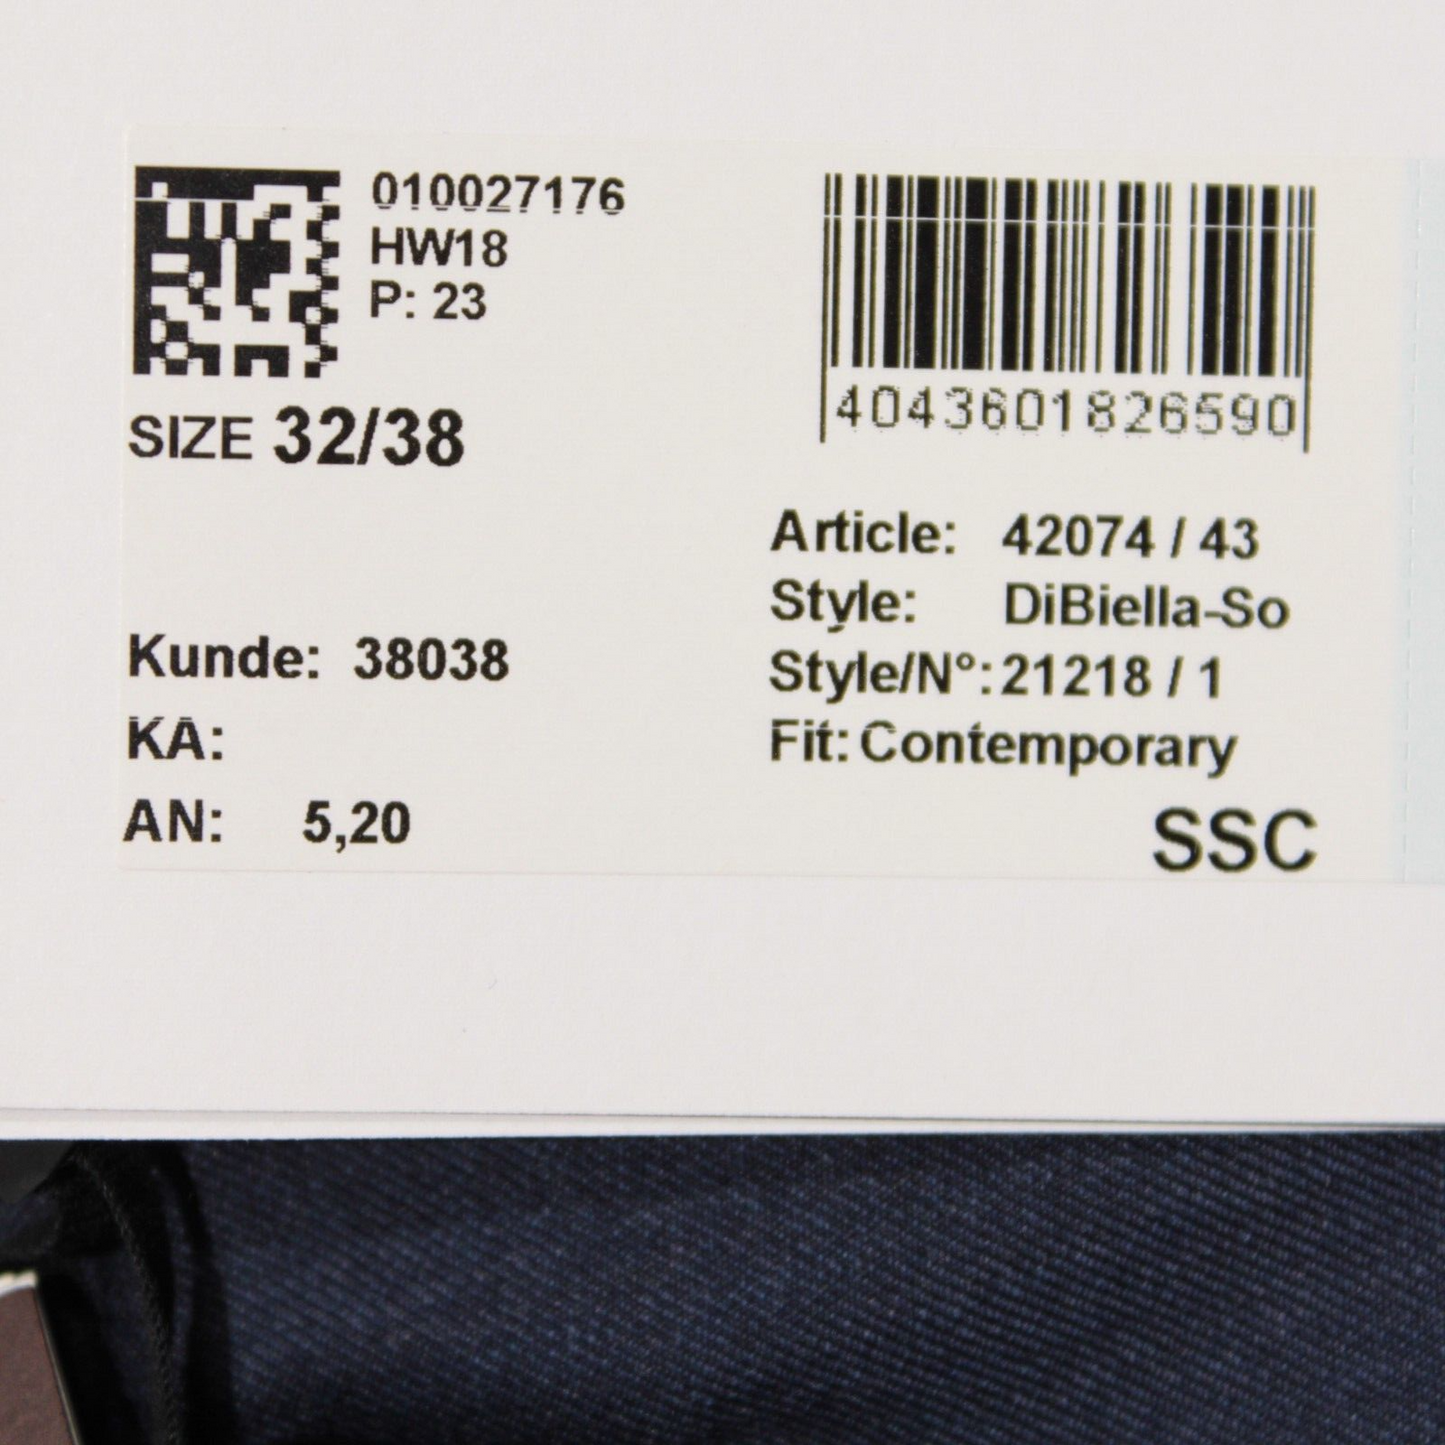 010027176
HW18
P: 23
SIZE 32/38
Kunde: 38038
KA:
AN: 5,20
4043601826590
Article: 42074 / 43
Style: DiBiella-So
Style/N°: 21218 / 1
Fit: Contemporary
SSC